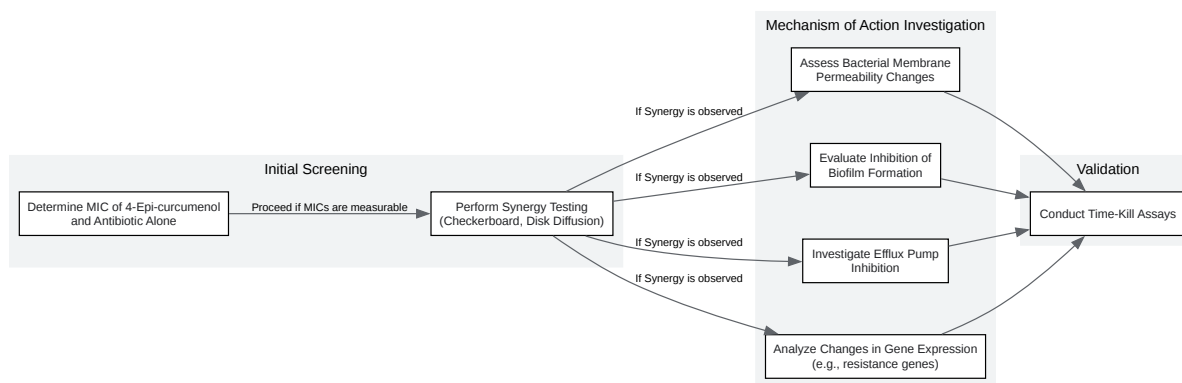 Initial Screening
Determine MIC of 4-Epi-curcumenol
and Antibiotic Alone
Proceed if MICs are measurable
Perform Synergy Testing
(Checkerboard, Disk Diffusion)
If Synergy is observed
If Synergy is observed
If Synergy is observed
If Synergy is observed
Mechanism of Action Investigation
Assess Bacterial Membrane
Permeability Changes
Evaluate Inhibition of
Biofilm Formation
Investigate Efflux Pump
Inhibition
Analyze Changes in Gene Expression
(e.g., resistance genes)
Validation
Conduct Time-Kill Assays